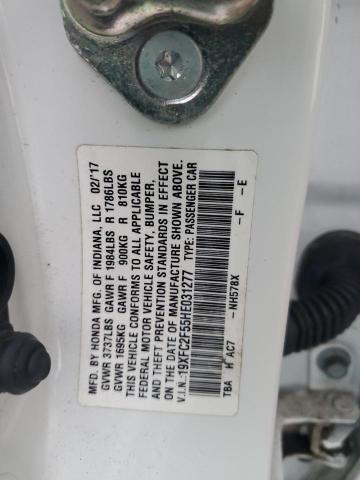 MFD. BY HONDA MFG. OF INDIANA, LLC 02/'17
GVWR 3737LBS GAWR F 1984LBS R 1786LBS
GVWR 1695KG GAWR F 900KG R 810KG
THIS VEHICLE CONFORMS TO ALL APPLICABLE
FEDERAL MOTOR VEHICLE SAFETY, BUMPER,
AND THEFT PREVENTION STANDARDS IN EFFECT
ON THE DATE OF MANUFACTURE SHOWN ABOVE.
V.I.N.:19XFC2F55HE031277 TYPE: PASSENGER CAR
TBA H AC7 -NH578X -F -E